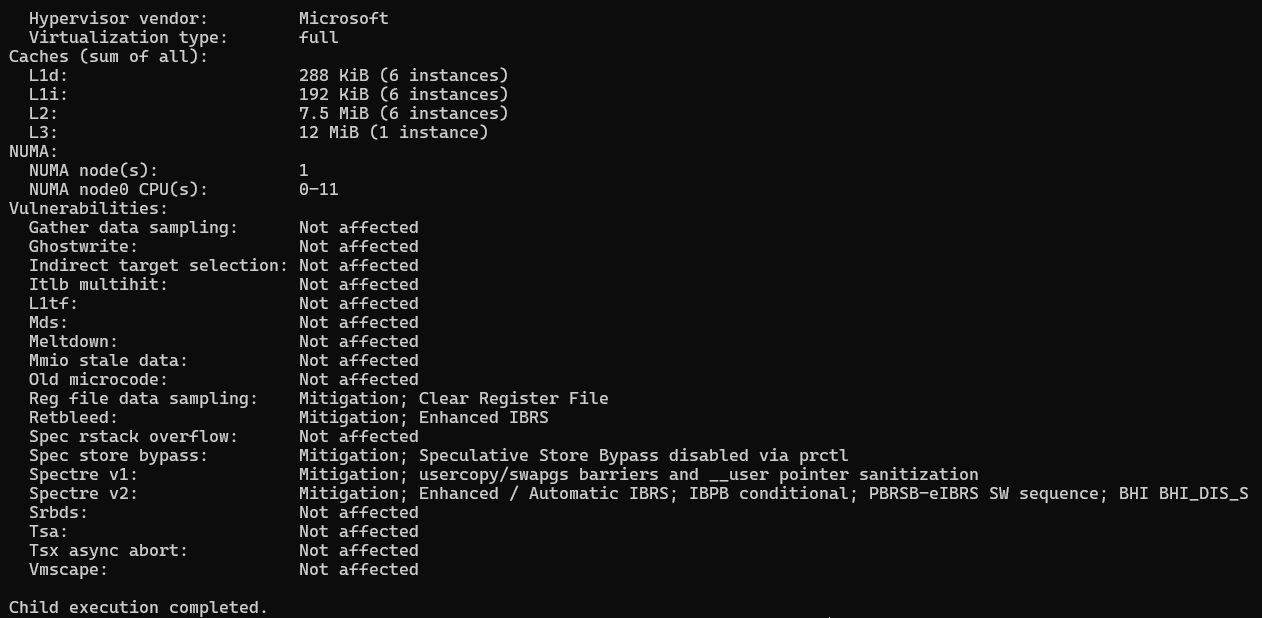 Hypervisor vendor: Microsoft
Virtualization type: full
Caches (sum of all):
L1d: 288 KiB (6 instances)
L1i: 192 KiB (6 instances)
L2: 7.5 MiB (6 instances)
L3: 12 MiB (1 instance)
NUMA:
NUMA node(s): 1
NUMA node0 CPU(s): 0-11
Vulnerabilities:
Gather data sampling: Not affected
Ghostwrite: Not affected
Indirect target selection: Not affected
Itlb multihit: Not affected
L1tf: Not affected
Mds: Not affected
Meltdown: Not affected
Mmio stale data: Not affected
Old microcode: Not affected
Reg file data sampling: Mitigation; Clear Register File
Retbleed: Mitigation; Enhanced IBRS
Spec rstack overflow: Not affected
Spec store bypass: Mitigation; Speculative Store Bypass disabled via prctl
Spectre v1: Mitigation; usercopy/swapgs barriers and __user pointer sanitization
Spectre v2: Mitigation; Enhanced / Automatic IBRS; IBPB conditional; PBRSB-eIBRS SW sequence; BHI BHI_DIS_S
Srbds: Not affected
Tsa: Not affected
Tsx async abort: Not affected
Vmscape: Not affected
Child execution completed.